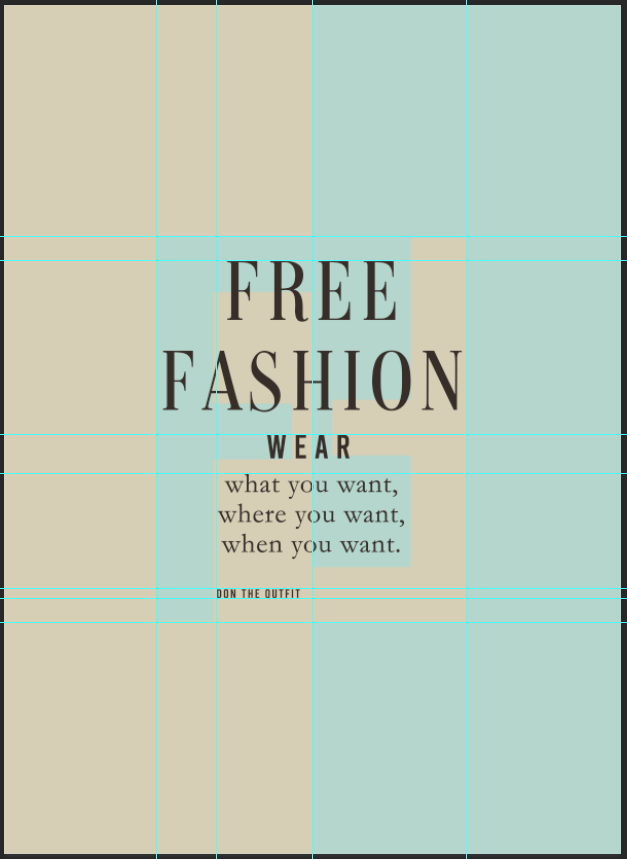 FREE
FASHION
WEAR
what you want,
where you want,
when you want.
DON THE OUTFIT